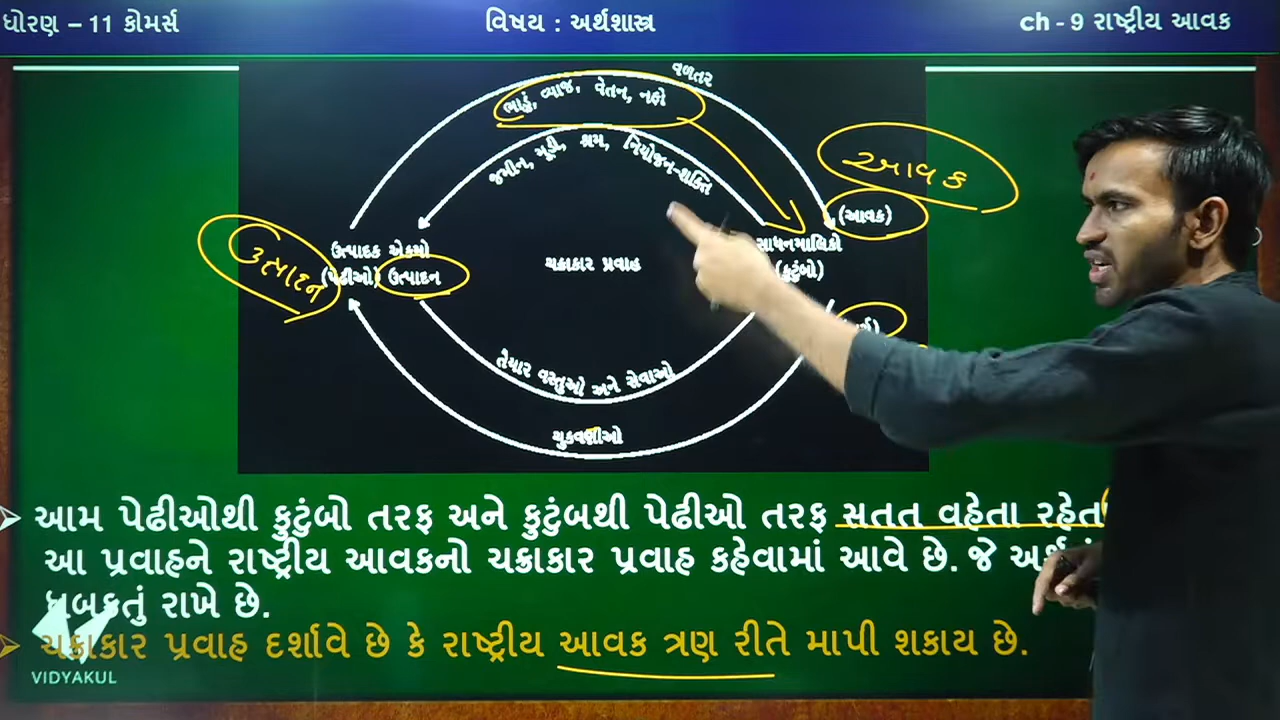 ધોરણ – 11 કોમર્સ
વિષય : અર્થશાસ્ત્ર
ch - 9 રાષ્ટ્રીય આવક
વળતર
ભાડું, વ્યાજ, વેતન, નફો
જમીન, મૂડી, શ્રમ, નિયોજન-શક્તિ
આવક
(આવક)
ઉત્પાદન
ઉત્પાદક એકમો
(પેઢીઓ) ઉત્પાદન
ચક્રાકાર પ્રવાહ
સાધનમાલિકો
(કુટુંબો)
તૈયાર વસ્તુઓ અને સેવાઓ
ચુકવણીઓ
આમ પેઢીઓથી કુટુંબો તરફ અને કુટુંબથી પેઢીઓ તરફ સતત વહેતા રહેતા
આ પ્રવાહને રાષ્ટ્રીય આવકનો ચક્રાકાર પ્રવાહ કહેવામાં આવે છે. જે
રાખે છે.
ચક્રાકાર પ્રવાહ દર્શાવે છે કે રાષ્ટ્રીય આવક ત્રણ રીતે માપી શકાય છે.
VIDYAKUL